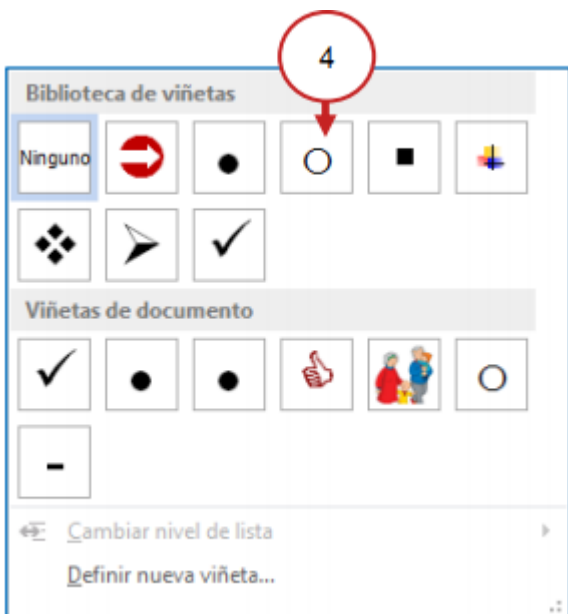 4
Biblioteca de viñetas
Ninguno
Viñetas de documento
Cambiar nivel de lista
Definir nueva viñeta...